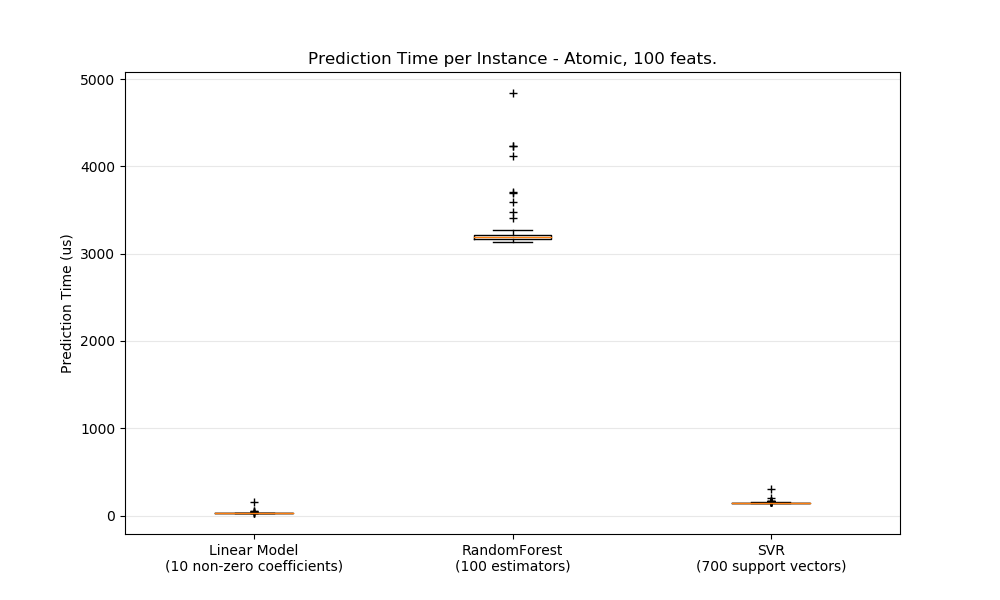 Prediction Time per Instance - Atomic, 100 feats.
5000
4000
3000
2000
1000
0
Prediction Time (us)
Linear Model
(10 non-zero coefficients)
RandomForest
(100 estimators)
SVR
(700 support vectors)